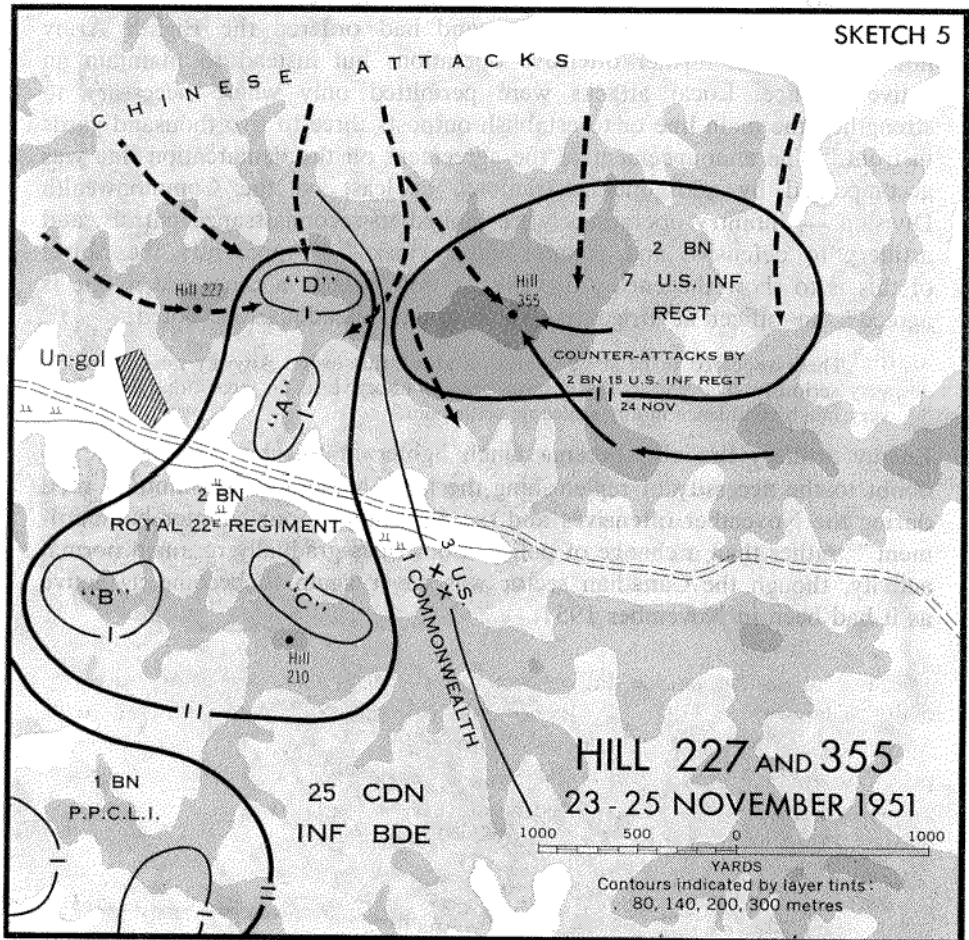 SKETCH 5
CHINESE ATTACKS
Hill 227
"D"
Hill
355
2 BN
7 U.S. INF
REGT
COUNTER-ATTACKS BY
2 BN 15 U.S. INF REGT
24 NOV
Un-gol
"A"
2 BN
ROYAL 22E REGIMENT
"B"
"C"
Hill
210
3 U.S.
XX
1 COMMONWEALTH
1 BN
P.P.C.L.I.
25 CDN
INF BDE
HILL 227 AND 355
23 - 25 NOVEMBER 1951
1000 500 0 1000
YARDS
Contours indicated by layer tints:
80, 140, 200, 300 metres